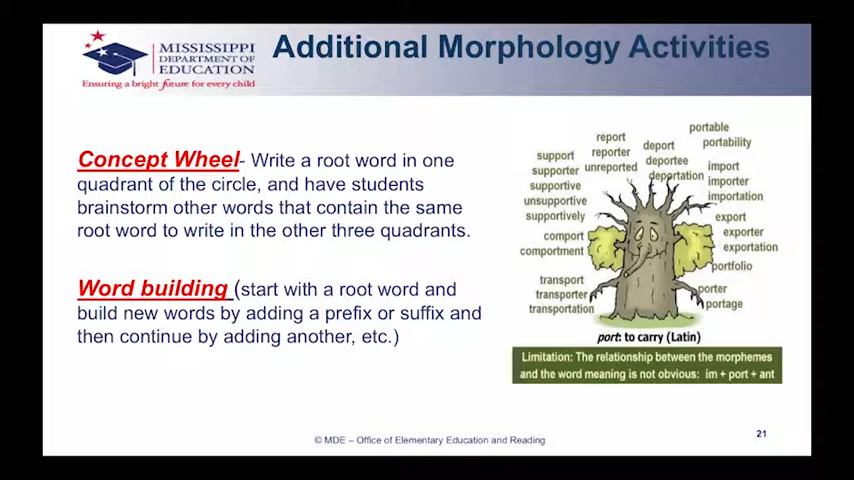 MISSISSIPPI
DEPARTMENT OF
EDUCATION
Ensuring a bright future for every child
Additional Morphology Activities
Concept Wheel- Write a root word in one
quadrant of the circle, and have students
brainstorm other words that contain the same
root word to write in the other three quadrants.
Word building (start with a root word and
build new words by adding a prefix or suffix and
then continue by adding another, etc.)
support
supporter
supportive
unsupportive
supportively
report
reporter
unreported
deport
deportee
deportation
portable
portability
import
importer
importation
export
exporter
exportation
portfolio
porter
portage
comport
comportment
transport
transporter
transportation
port: to carry (Latin)
Limitation: The relationship between the morphemes
and the word meaning is not obvious: im + port + ant
© MDE – Office of Elementary Education and Reading
21